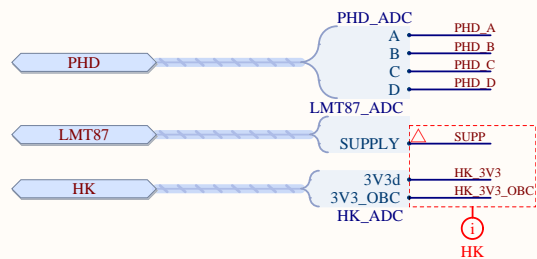 PHD_ADC
PHD
A
PHD_A
B
PHD_B
C
PHD_C
D
PHD_D
LMT87_ADC
LMT87
SUPPLY
SUPP
HK
3V3d
HK_3V3
3V3_OBC
HK_3V3_OBC
HK_ADC
i
HK